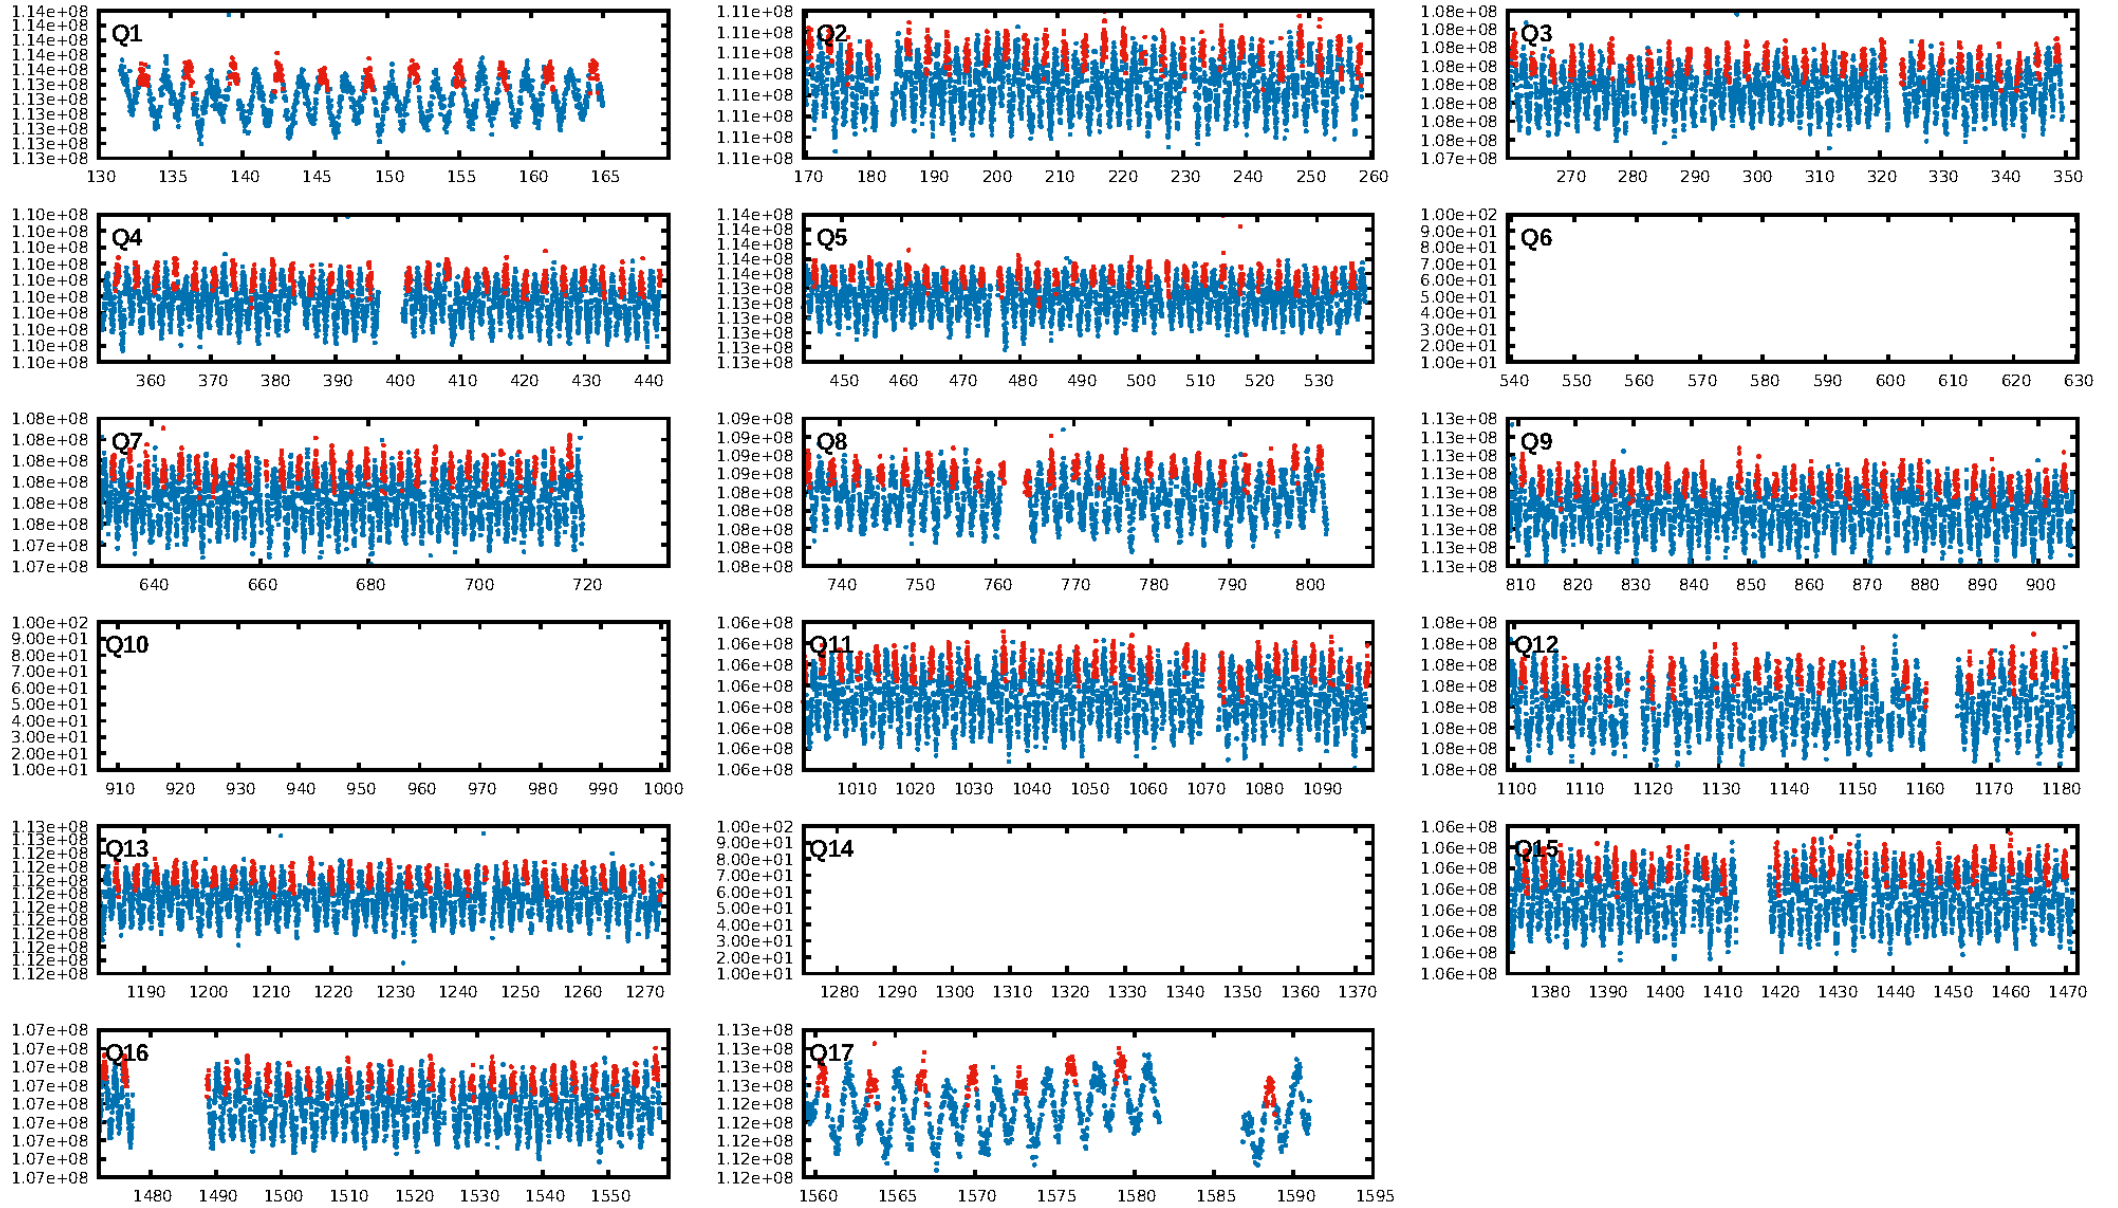 Q1
1.14e+08
1.14e+08
1.14e+08
1.14e+08
1.14e+08
1.13e+08
1.13e+08
1.13e+08
1.13e+08
1.13e+08
1.13e+08
130 135 140 145 150 155 160 165
Q2
1.11e+08
1.11e+08
1.11e+08
1.11e+08
1.11e+08
1.11e+08
1.11e+08
1.11e+08
170 180 190 200 210 220 230 240 250 260
Q3
1.08e+08
1.08e+08
1.08e+08
1.08e+08
1.08e+08
1.08e+08
1.08e+08
1.08e+08
1.07e+08
270 280 290 300 310 320 330 340 350
Q4
1.10e+08
1.10e+08
1.10e+08
1.10e+08
1.10e+08
1.10e+08
1.10e+08
1.10e+08
1.10e+08
1.10e+08
360 370 380 390 400 410 420 430 440
Q5
1.14e+08
1.14e+08
1.14e+08
1.14e+08
1.14e+08
1.13e+08
1.13e+08
1.13e+08
1.13e+08
1.13e+08
1.13e+08
450 460 470 480 490 500 510 520 530
Q6
1.00e+02
9.00e+01
8.00e+01
7.00e+01
6.00e+01
5.00e+01
4.00e+01
3.00e+01
2.00e+01
1.00e+01
540 550 560 570 580 590 600 610 620 630
Q7
1.08e+08
1.08e+08
1.08e+08
1.08e+08
1.08e+08
1.08e+08
1.07e+08
1.07e+08
640 660 680 700 720
Q8
1.09e+08
1.09e+08
1.09e+08
1.09e+08
1.08e+08
1.08e+08
1.08e+08
1.08e+08
1.08e+08
740 750 760 770 780 790 800
Q9
1.13e+08
1.13e+08
1.13e+08
1.13e+08
1.13e+08
1.13e+08
1.13e+08
1.13e+08
1.13e+08
810 820 830 840 850 860 870 880 890 900
Q10
1.00e+02
9.00e+01
8.00e+01
7.00e+01
6.00e+01
5.00e+01
4.00e+01
3.00e+01
2.00e+01
1.00e+01
910 920 930 940 950 960 970 980 990 1000
Q11
1.06e+08
1.06e+08
1.06e+08
1.06e+08
1.06e+08
1.06e+08
1.06e+08
1.06e+08
1010 1020 1030 1040 1050 1060 1070 1080 1090
Q12
1.08e+08
1.08e+08
1.08e+08
1.08e+08
1.08e+08
1.08e+08
1.08e+08
1.08e+08
1100 1110 1120 1130 1140 1150 1160 1170 1180
Q13
1.13e+08
1.13e+08
1.12e+08
1.12e+08
1.12e+08
1.12e+08
1.12e+08
1.12e+08
1.12e+08
1.12e+08
1.12e+08
1.12e+08
1190 1200 1210 1220 1230 1240 1250 1260 1270
Q14
1.00e+02
9.00e+01
8.00e+01
7.00e+01
6.00e+01
5.00e+01
4.00e+01
3.00e+01
2.00e+01
1.00e+01
1280 1290 1300 1310 1320 1330 1340 1350 1360 1370
Q15
1.06e+08
1.06e+08
1.06e+08
1.06e+08
1.06e+08
1.06e+08
1.06e+08
1.06e+08
1380 1390 1400 1410 1420 1430 1440 1450 1460 1470
Q16
1.07e+08
1.07e+08
1.07e+08
1.07e+08
1.07e+08
1.07e+08
1.07e+08
1.07e+08
1.07e+08
1480 1490 1500 1510 1520 1530 1540 1550
Q17
1.13e+08
1.13e+08
1.13e+08
1.13e+08
1.12e+08
1.12e+08
1.12e+08
1.12e+08
1.12e+08
1560 1565 1570 1575 1580 1585 1590 1595